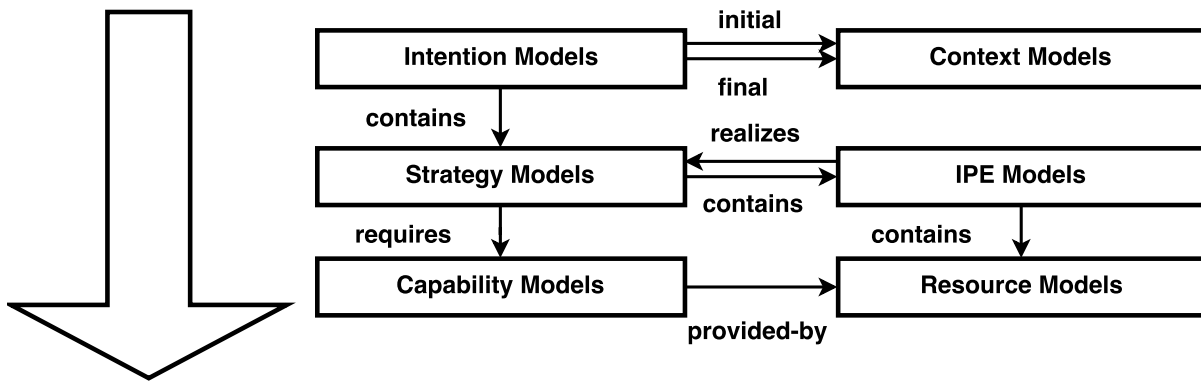 initial
Intention Models
Context Models
final
contains
realizes
Strategy Models
IPE Models
contains
requires
contains
Capability Models
Resource Models
provided-by